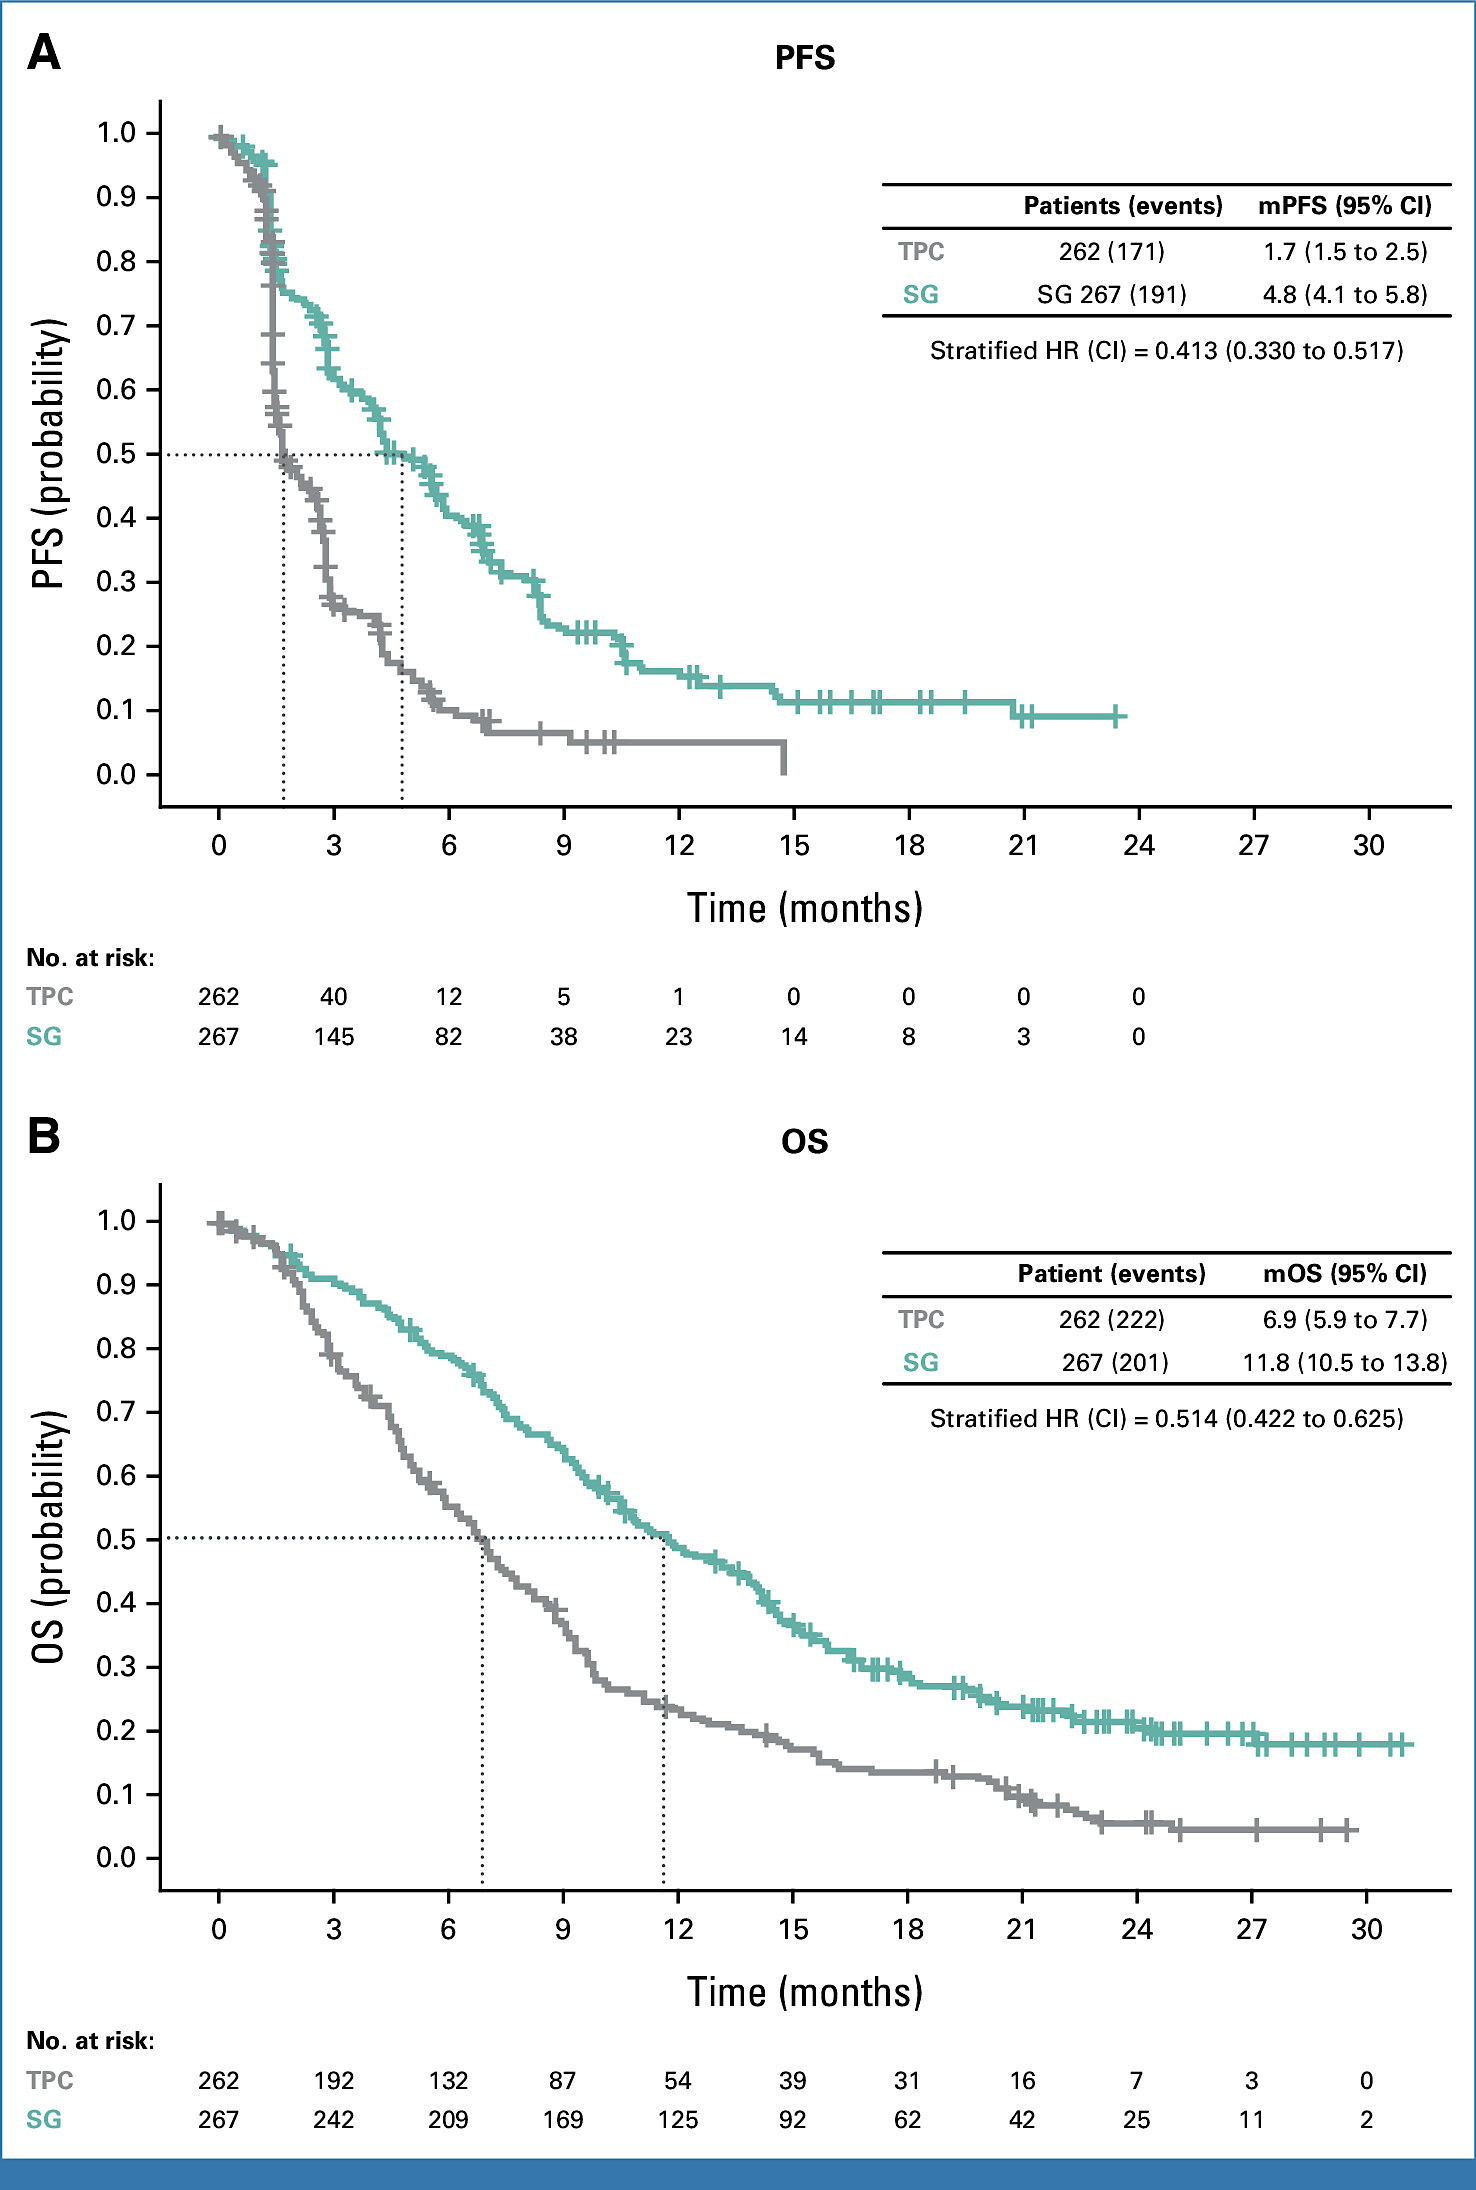 A
PFS
1.0
0.9
0.8
0.7
0.6
0.5
0.4
0.3
0.2
0.1
0.0
PFS (probability)
Patients (events) mPFS (95% CI)
TPC 262 (171) 1.7 (1.5 to 2.5)
SG SG 267 (191) 4.8 (4.1 to 5.8)
Stratified HR (CI) = 0.413 (0.330 to 0.517)
0 3 6 9 12 15 18 21 24 27 30
Time (months)
No. at risk:
TPC 262 40 12 5 1 0 0 0 0
SG 267 145 82 38 23 14 8 3 0
B
OS
1.0
0.9
0.8
0.7
0.6
0.5
0.4
0.3
0.2
0.1
0.0
OS (probability)
Patient (events) mOS (95% CI)
TPC 262 (222) 6.9 (5.9 to 7.7)
SG 267 (201) 11.8 (10.5 to 13.8)
Stratified HR (CI) = 0.514 (0.422 to 0.625)
0 3 6 9 12 15 18 21 24 27 30
Time (months)
No. at risk:
TPC 262 192 132 87 54 39 31 16 7 3 0
SG 267 242 209 169 125 92 62 42 25 11 2